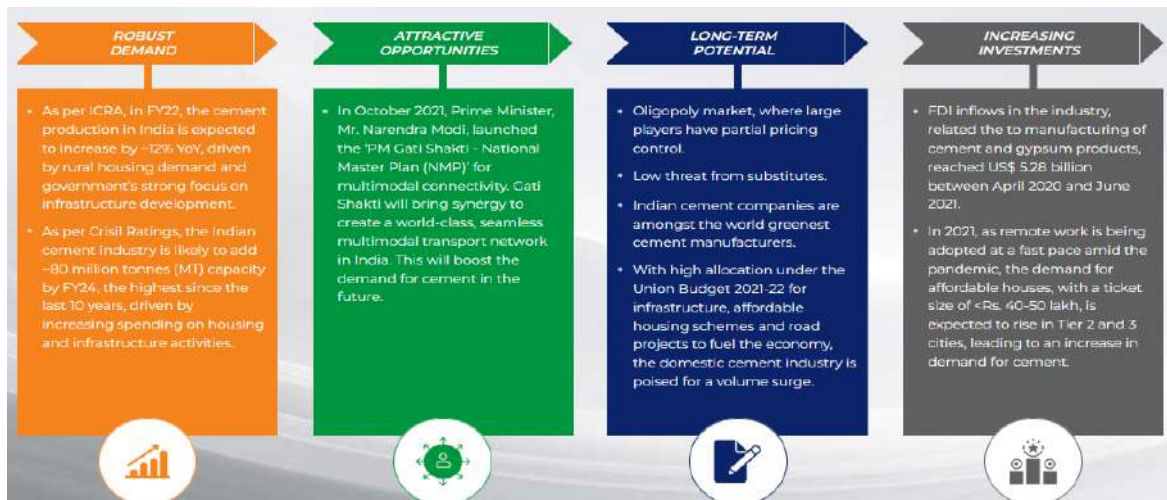 ROBUST
DEMAND
• As per ICRA, in FY22, the cement
production in India is expected
to increase by ~12% YoY, driven
by rural housing demand and
government's strong focus on
infrastructure development.
• As per Crisil Ratings, the Indian
cement industry is likely to add
~80 million tonnes (MT) capacity
by FY24, the highest since the
last 10 years, driven by
increasing spending on housing
and infrastructure activities.
ATTRACTIVE
OPPORTUNITIES
• In October 2021, Prime Minister,
Mr. Narendra Modi, launched
the 'PM Gati Shakti - National
Master Plan (NMP)' for
multimodal connectivity. Gati
Shakti will bring synergy to
create a world-class, seamless
multimodal transport network
in India. This will boost the
demand for cement in the
future.
LONG-TERM
POTENTIAL
• Oligopoly market, where large
players have partial pricing
control.
• Low threat from substitutes.
• Indian cement companies are
amongst the world greenest
cement manufacturers.
• With high allocation under the
Union Budget 2021-22 for
infrastructure, affordable
housing schemes and road
projects to fuel the economy,
the domestic cement industry is
poised for a volume surge.
INCREASING
INVESTMENTS
• FDI inflows in the industry,
related the to manufacturing of
cement and gypsum products,
reached US$ 5.28 billion
between April 2020 and June
2021.
• In 2021, as remote work is being
adopted at a fast pace amid the
pandemic, the demand for
affordable houses, with a ticket
size of <Rs. 40-50 lakh, is
expected to rise in Tier 2 and 3
cities, leading to an increase in
demand for cement.